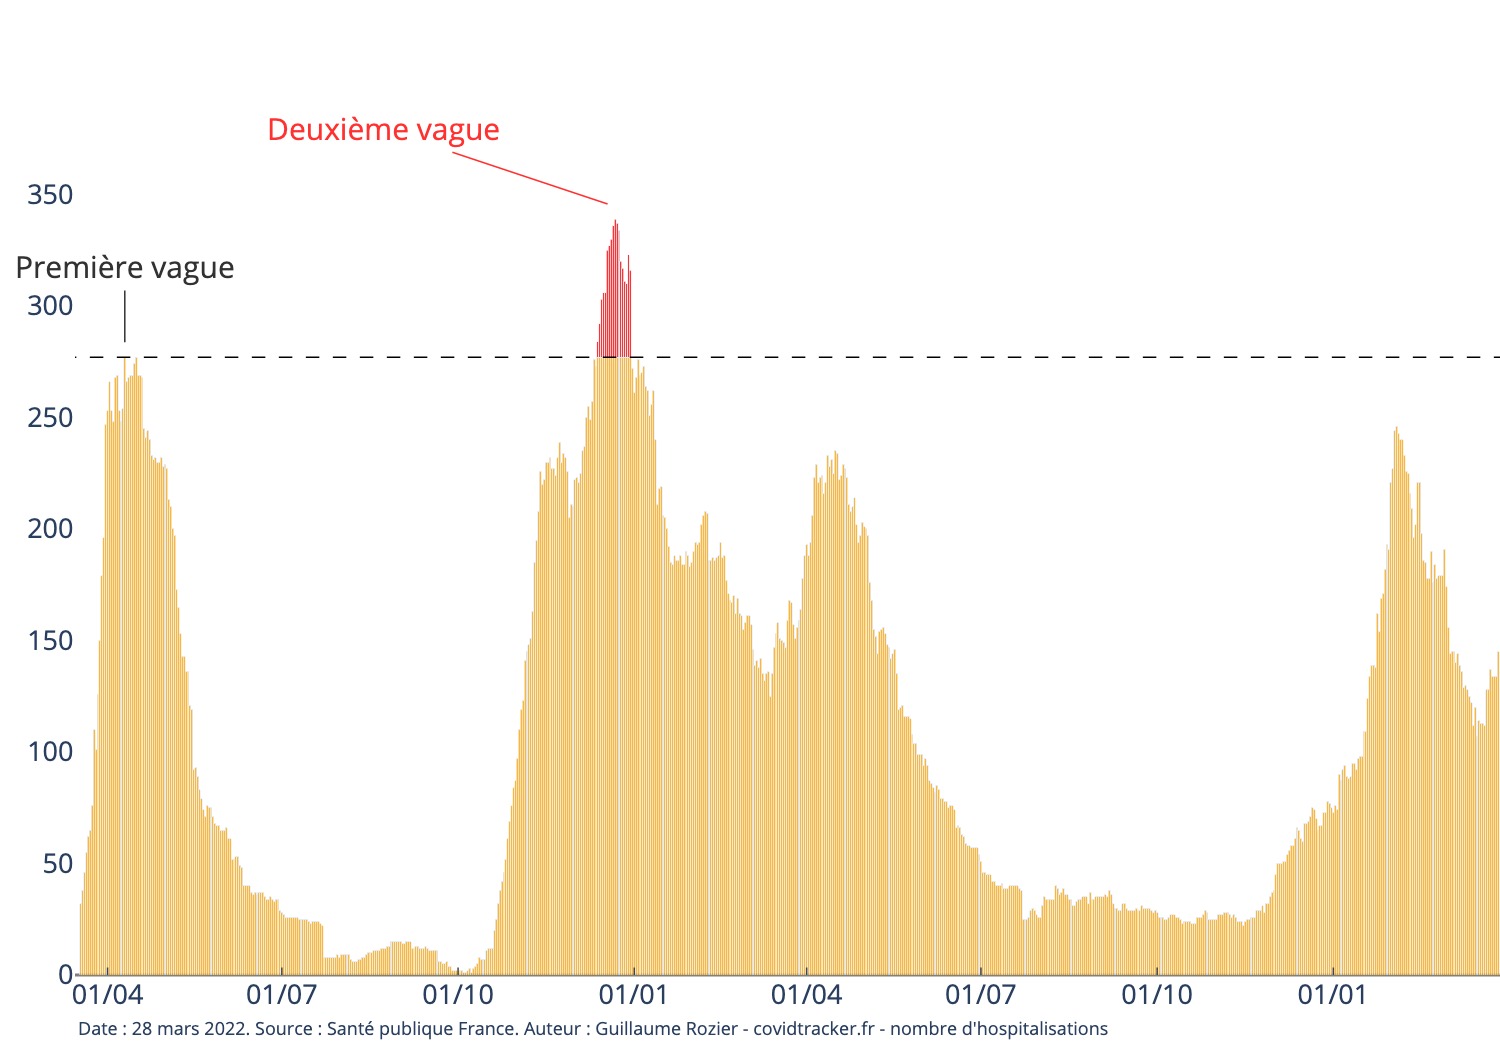 Deuxième vague
350
Première vague
300
250
200
150
100
50
0
01/04 01/07 01/10 01/01 01/04 01/07 01/10 01/01
Date : 28 mars 2022. Source : Santé publique France. Auteur : Guillaume Rozier - covidtracker.fr - nombre d'hospitalisations